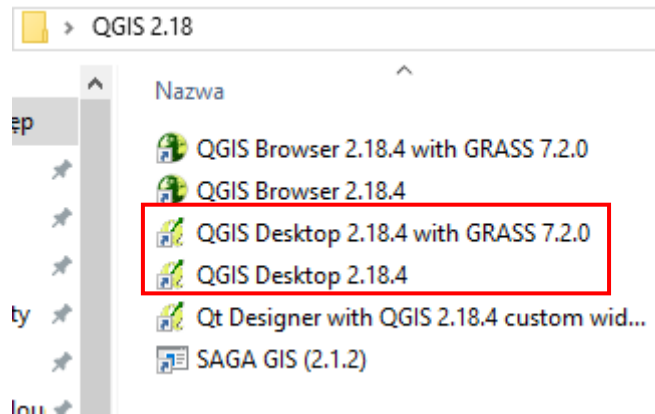 QGIS 2.18
Nazwa
ęp
QGIS Browser 2.18.4 with GRASS 7.2.0
QGIS Browser 2.18.4
QGIS Desktop 2.18.4 with GRASS 7.2.0
QGIS Desktop 2.18.4
ty
Qt Designer with QGIS 2.18.4 custom wid...
SAGA GIS (2.1.2)